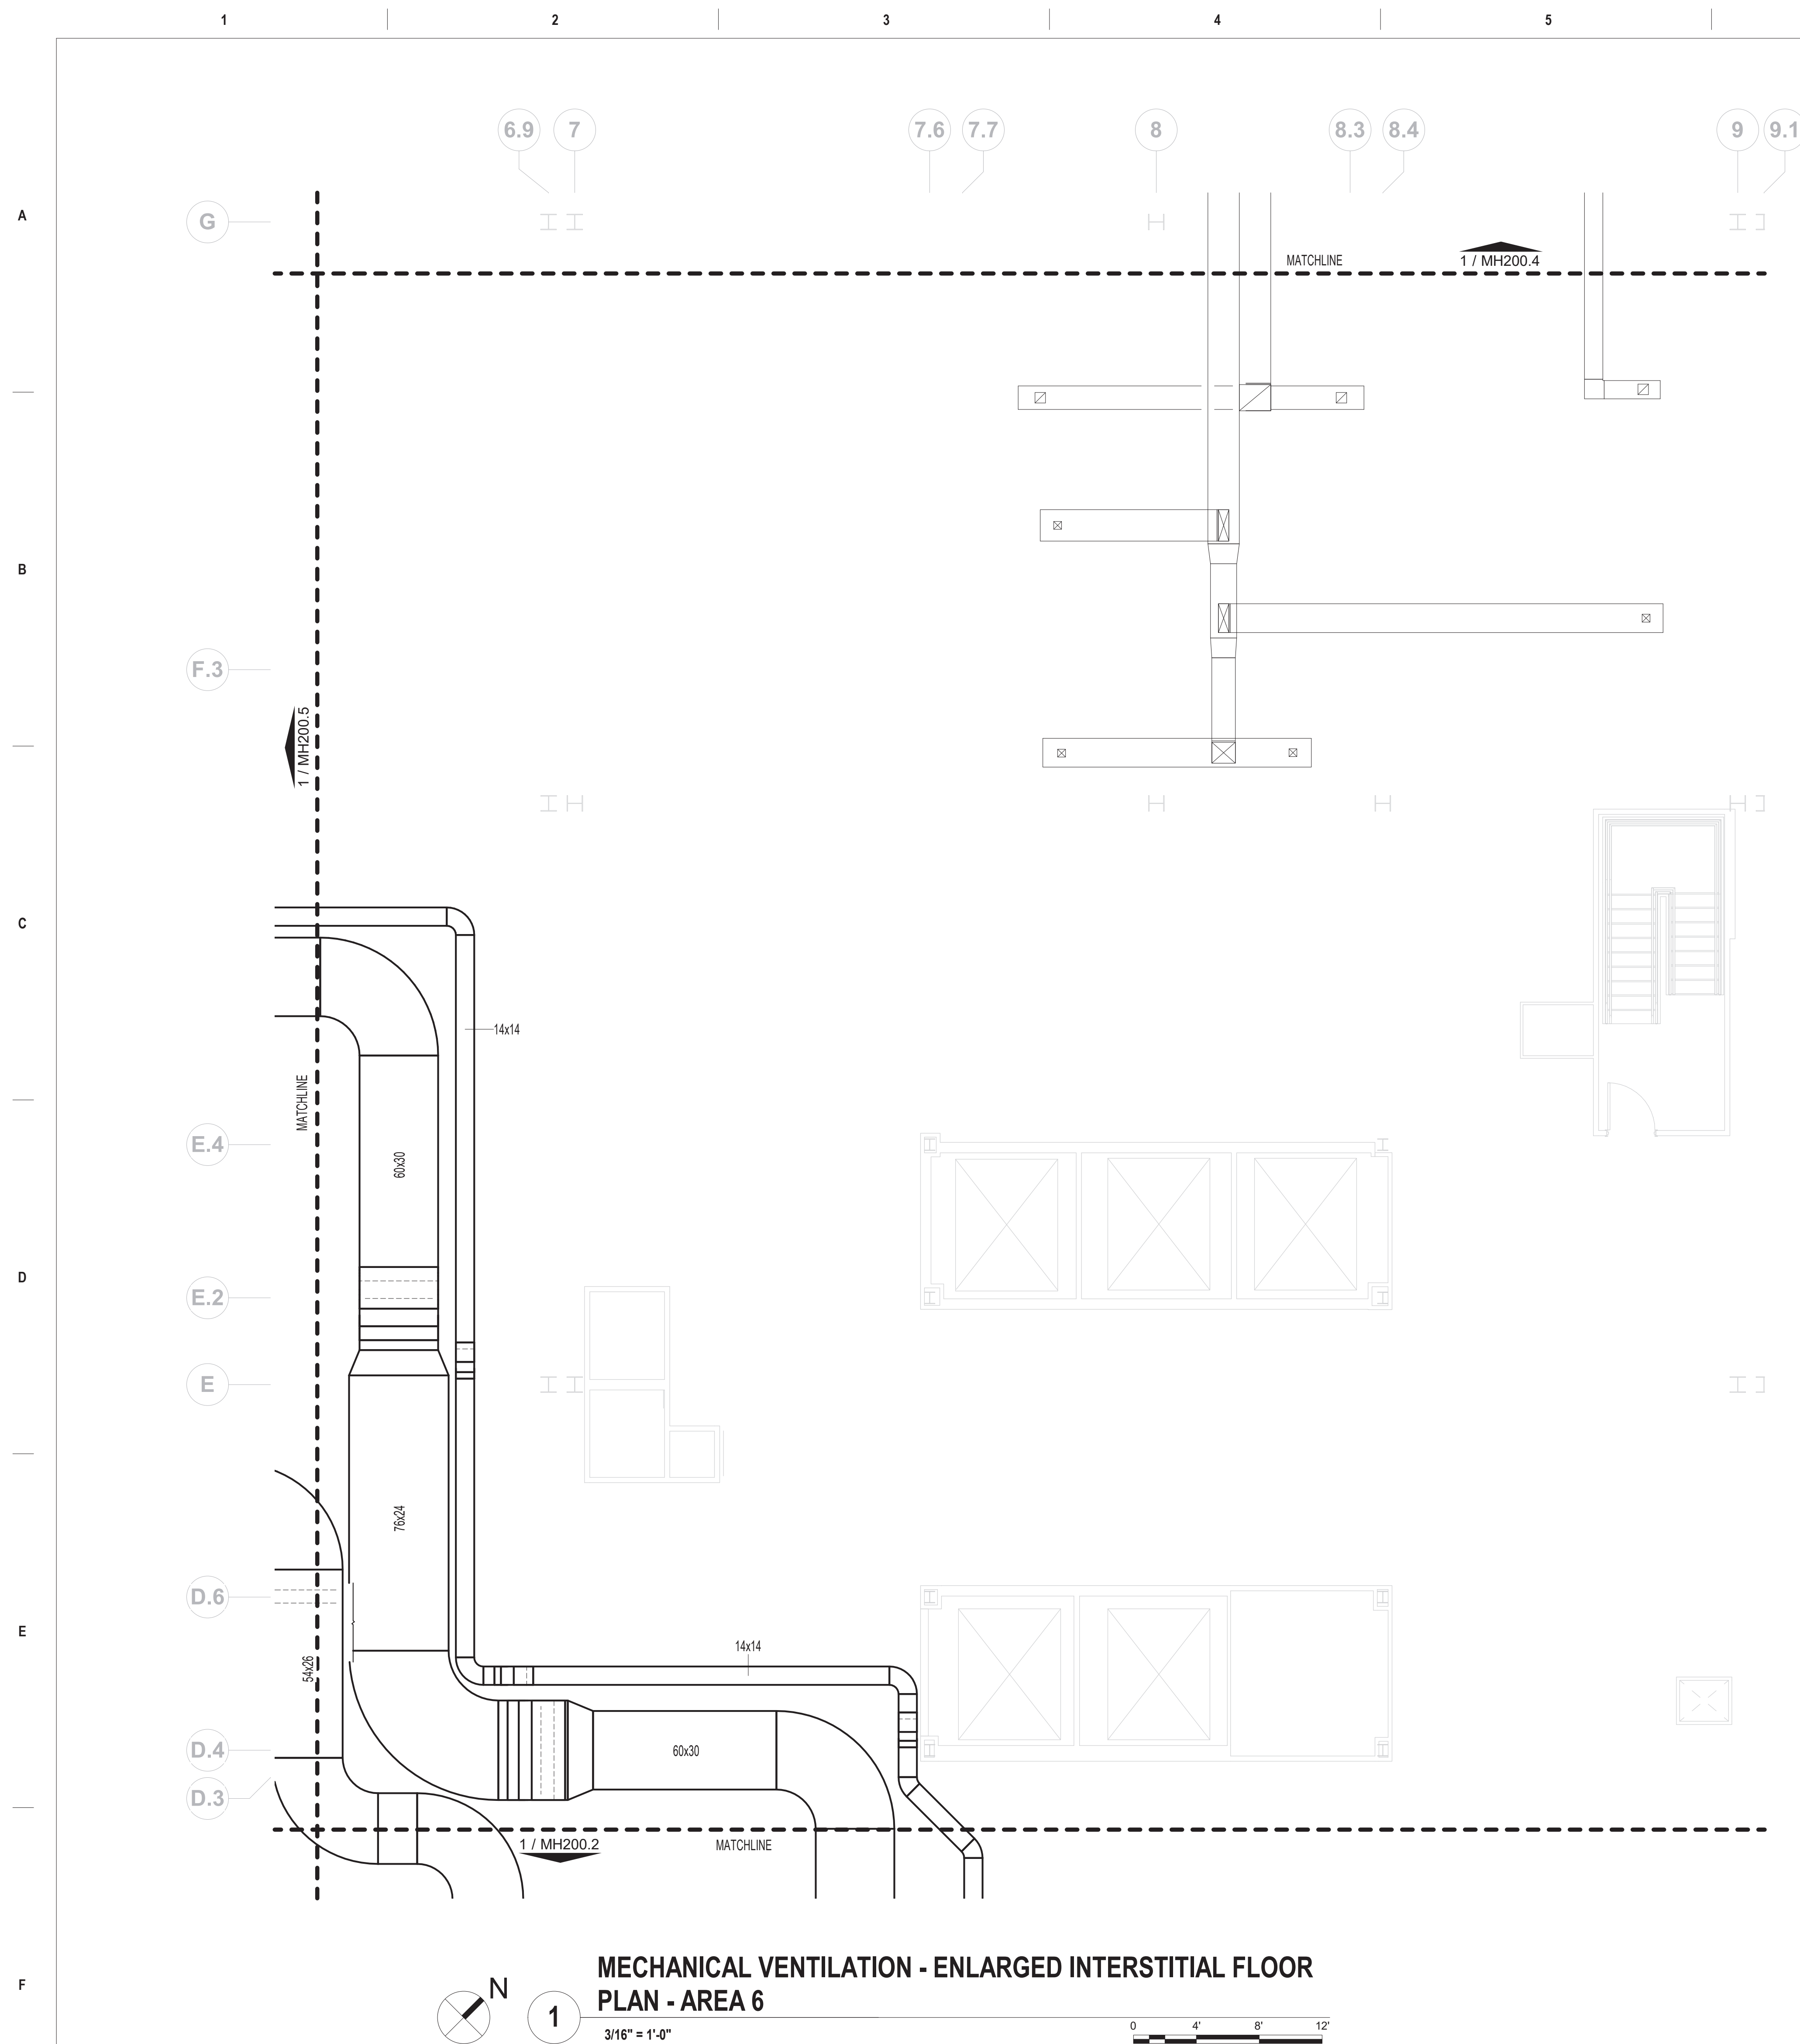 1 2 3 4 5
6.9 7 7.6 7.7 8 8.3 8.4 9 9.1
A
G
MATCHLINE
1 / MH200.4
B
F.3
1 / MH200.5
C
14x14
MATCHLINE
E.4
60x30
D
E.2
E
76x24
D.6
E
14x14
54x26
D.4
60x30
D.3
1 / MH200.2
MATCHLINE
F
N
1
MECHANICAL VENTILATION - ENLARGED INTERSTITIAL FLOOR
PLAN - AREA 6
3/16" = 1'-0"
0 4' 8' 12'